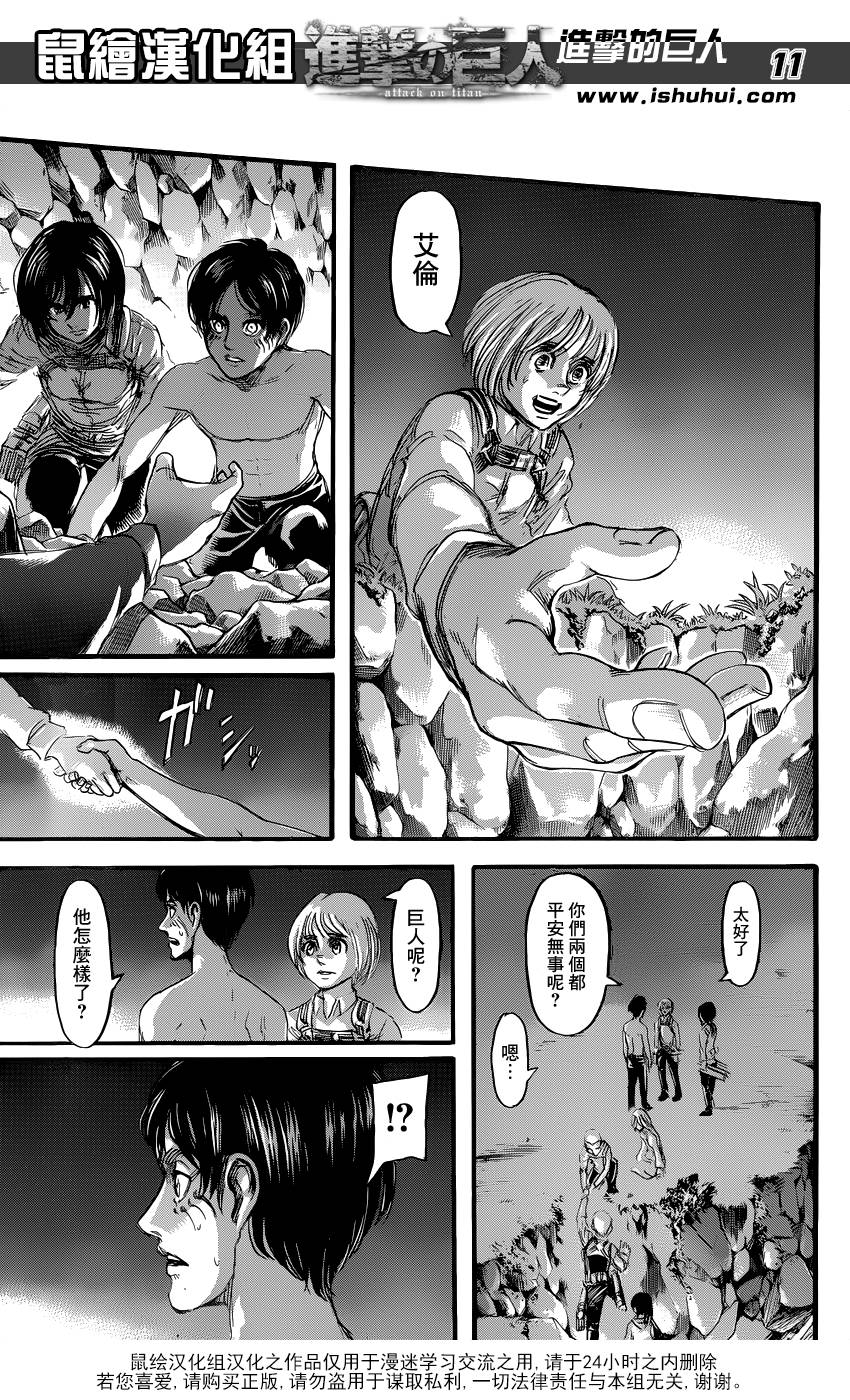 鼠繪漢化組
進撃の巨人
attack on titan
進擊的巨人
www.ishuhui.com
11
艾倫
ガシッ
太好了
你們兩個都
平安無事呢?
嗯…
巨人呢?
他怎麼樣了?
!?
鼠绘汉化组汉化之作品仅用于漫迷学习交流之用, 请于24小时之内删除
若您喜爱, 请购买正版, 请勿盗用于谋取私利, 一切法律责任与本组无关, 谢谢。